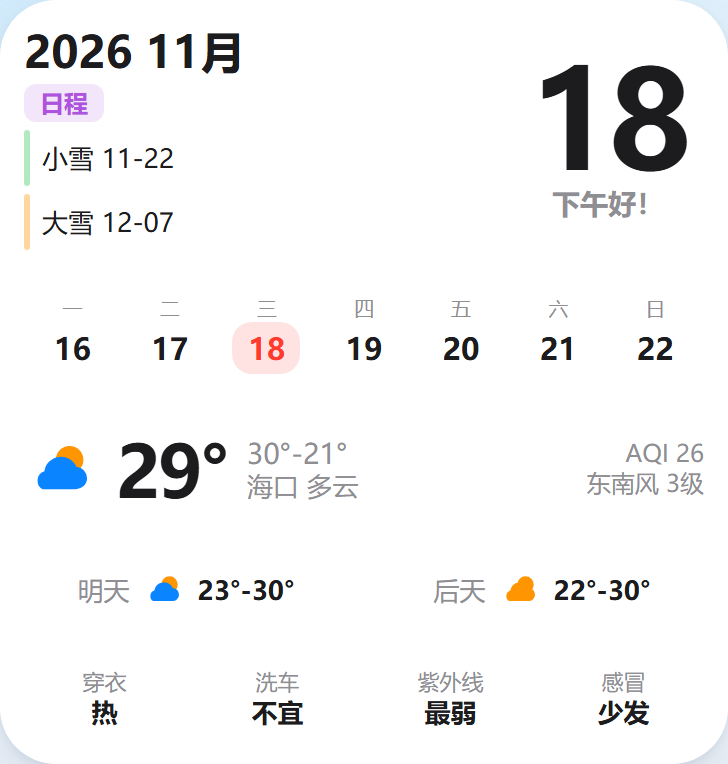 2026 11月
18
日程
小雪 11-22
大雪 12-07
下午好！
一 二 三 四 五 六 日
16 17 18 19 20 21 22
29°
30°-21°
海口 多云
AQI 26
东南风 3级
明天 23°-30° 后天 22°-30°
穿衣 洗车 紫外线 感冒
热 不宜 最弱 少发